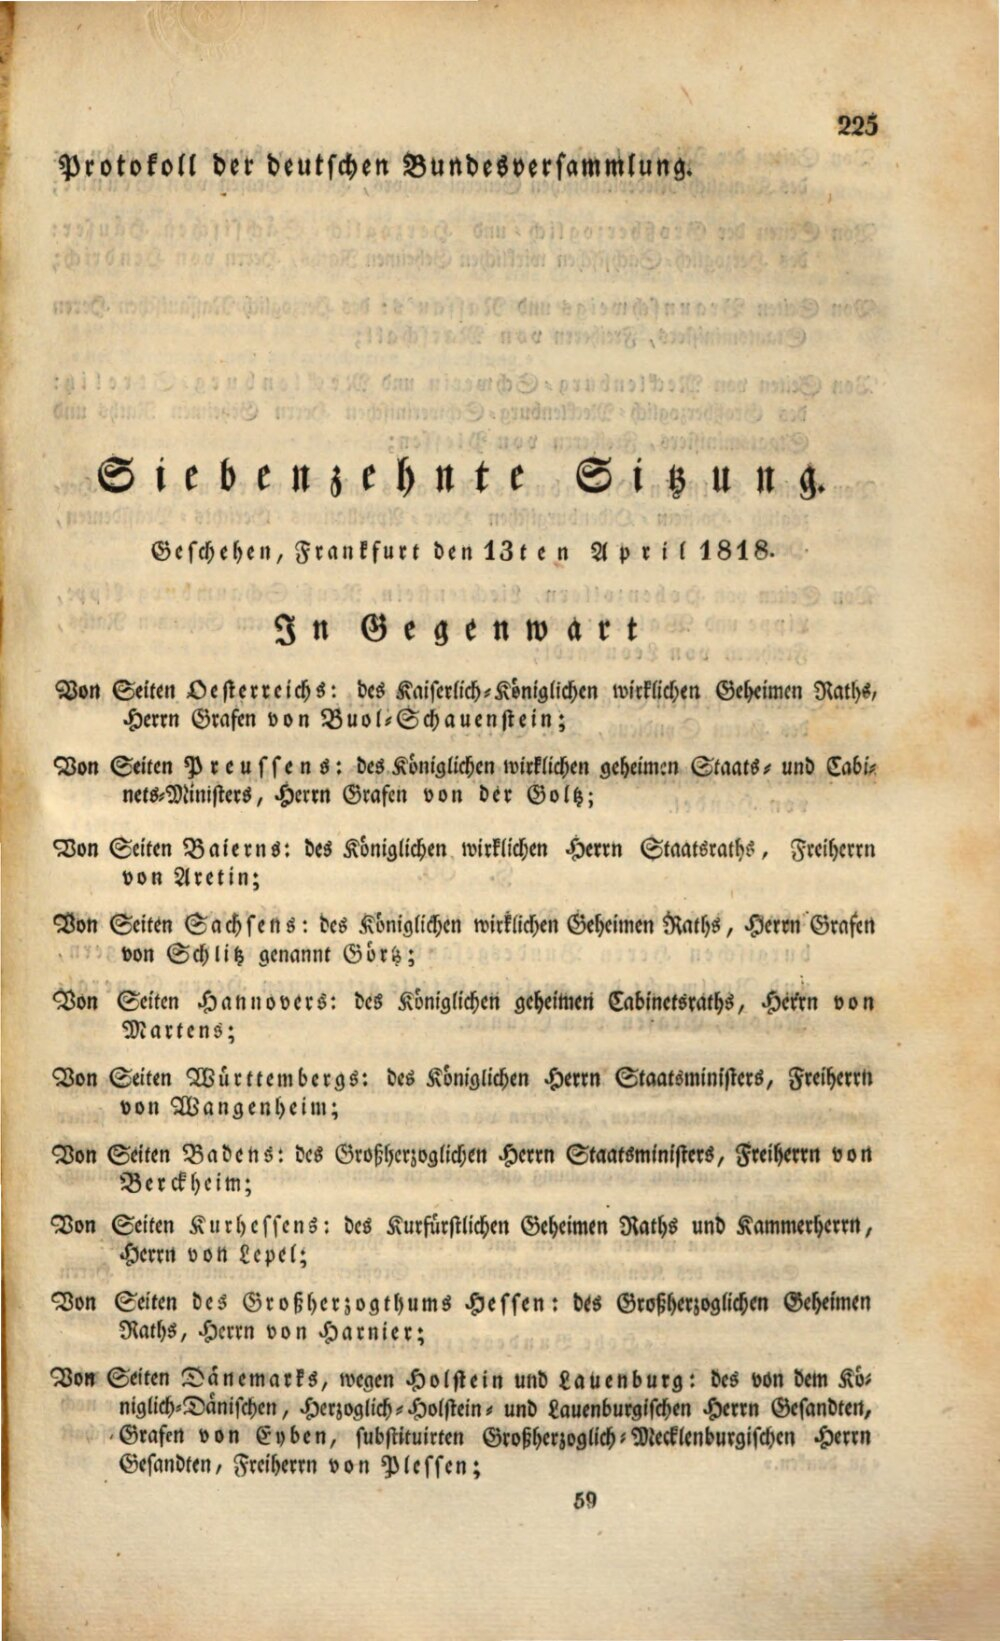 225
Protokoll der deutschen Bundesversammlung.
Siebenzehnte Sitzung.
Geschehen, Frankfurt den 13ten April 1818.
In Gegenwart
Von Seiten Oesterreichs: des Kaiserlich-Königlichen wirklichen Geheimen Raths,
Herrn Grafen von Buol-Schauenstein;
Von Seiten Preussens: des Königlichen wirklichen geheimen Staats- und Cabi-
nets-Ministers, Herrn Grafen von der Goltz;
Von Seiten Baierns: des Königlichen wirklichen Herrn Staatsraths, Freiherrn
von Aretin;
Von Seiten Sachsens: des Königlichen wirklichen Geheimen Raths, Herrn Grafen
von Schlitz genannt Görtz;
Von Seiten Hannovers: des Königlichen geheimen Cabinetsraths, Herrn von
Martens;
Von Seiten Württembergs: des Königlichen Herrn Staatsministers, Freiherrn
von Wangenheim;
Von Seiten Badens: des Großherzoglichen Herrn Staatsministers, Freiherrn von
Berckheim;
Von Seiten Kurhessens: des Kurfürstlichen Geheimen Raths und Kammerherrn,
Herrn von Lepel;
Von Seiten des Großherzogthums Hessen: des Großherzoglichen Geheimen
Raths, Herrn von Harnier;
Von Seiten Dänemarks, wegen Holstein und Lauenburg: des von dem Kö-
niglich-Dänischen, Herzoglich-Holstein- und Lauenburgischen Herrn Gesandten,
Grafen von Eyben, substituirten Großherzoglich-Mecklenburgischen Herrn
Gesandten, Freiherrn von Plessen;
59